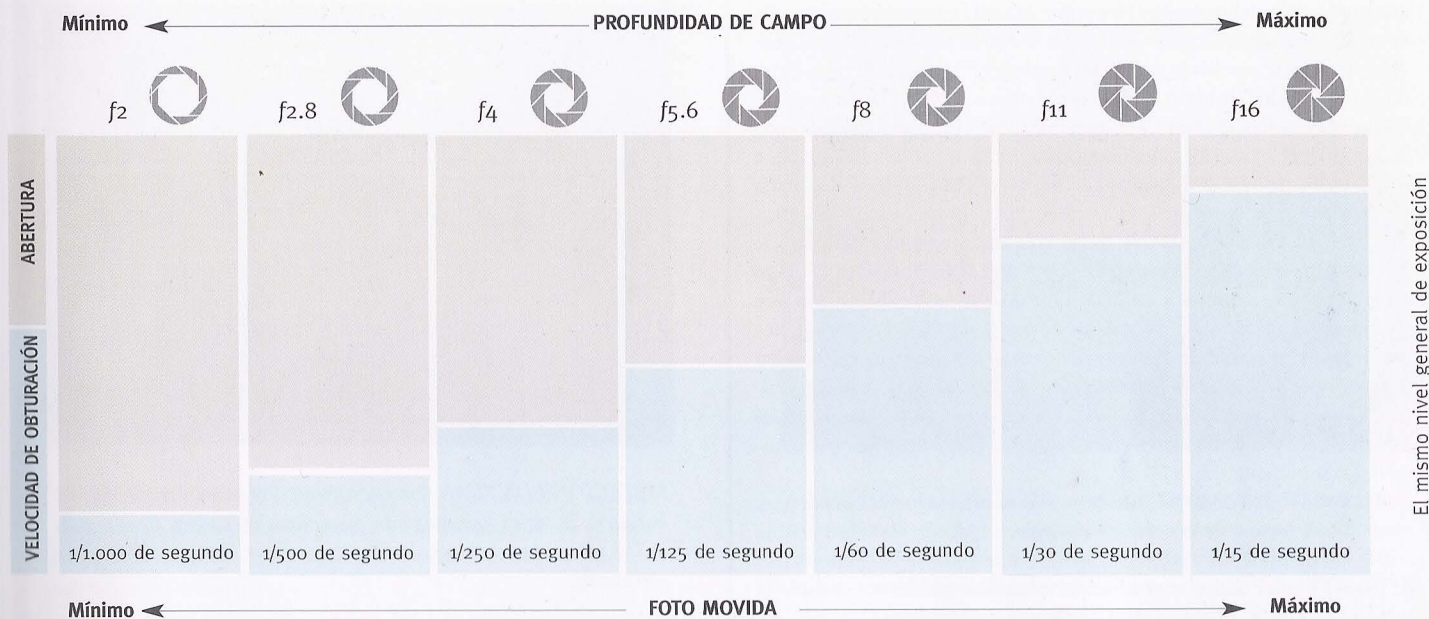 Mínimo PROFUNDIDAD DE CAMPO Máximo
f2 f2.8 f4 f5.6 f8 f11 f16
ABERTURA
VELOCIDAD DE OBTURACIÓN
1/1.000 de segundo 1/500 de segundo 1/250 de segundo 1/125 de segundo 1/60 de segundo 1/30 de segundo 1/15 de segundo
Mínimo FOTO MOVIDA Máximo
El mismo nivel general de exposición